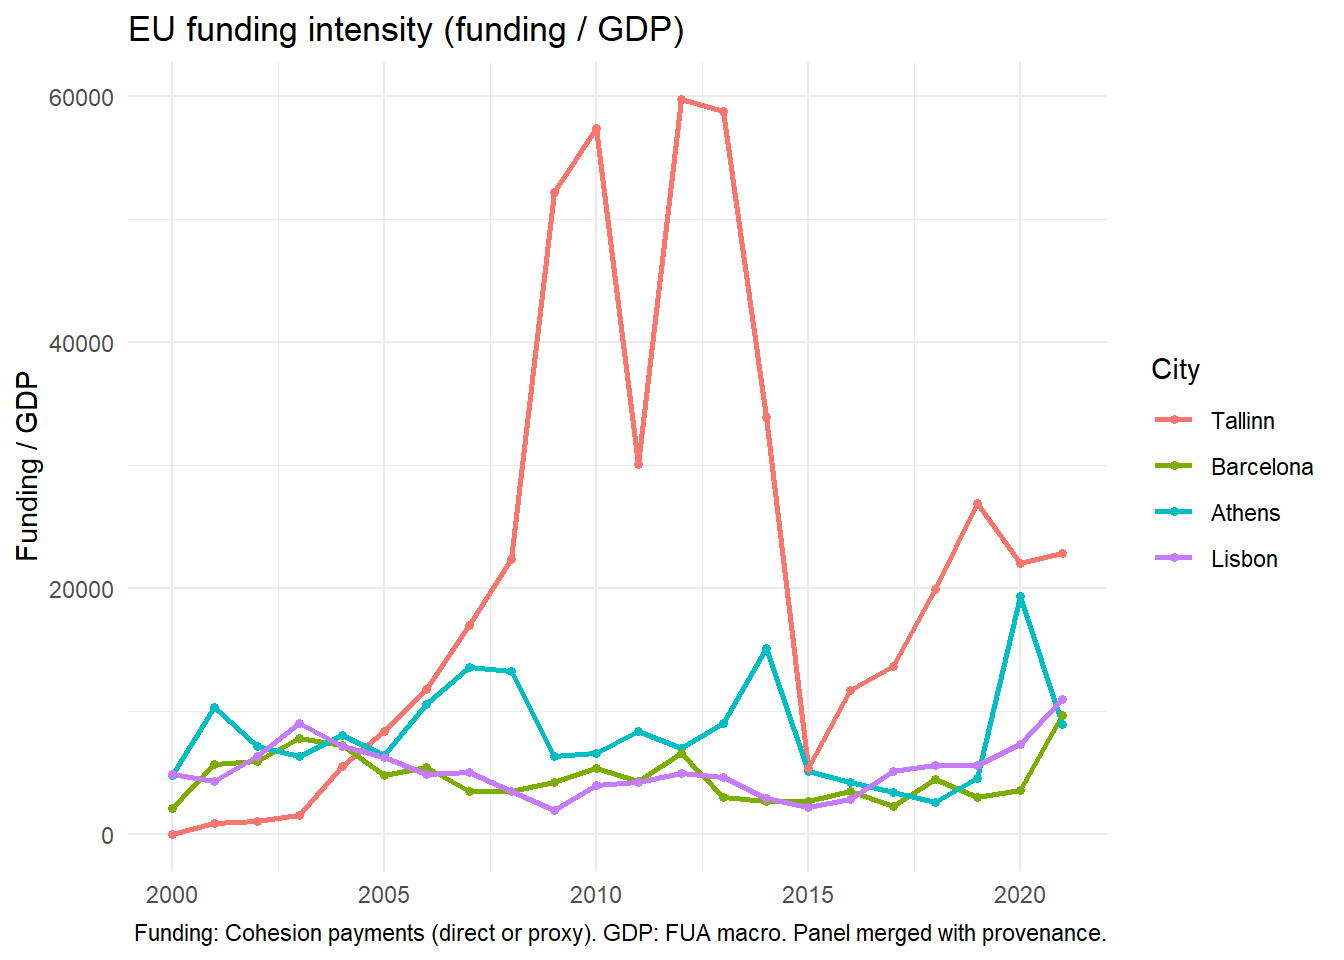 EU funding intensity (funding / GDP)
Funding / GDP
60000
40000
20000
0
2000 2005 2010 2015 2020
City
Tallinn
Barcelona
Athens
Lisbon
Funding: Cohesion payments (direct or proxy). GDP: FUA macro. Panel merged with provenance.